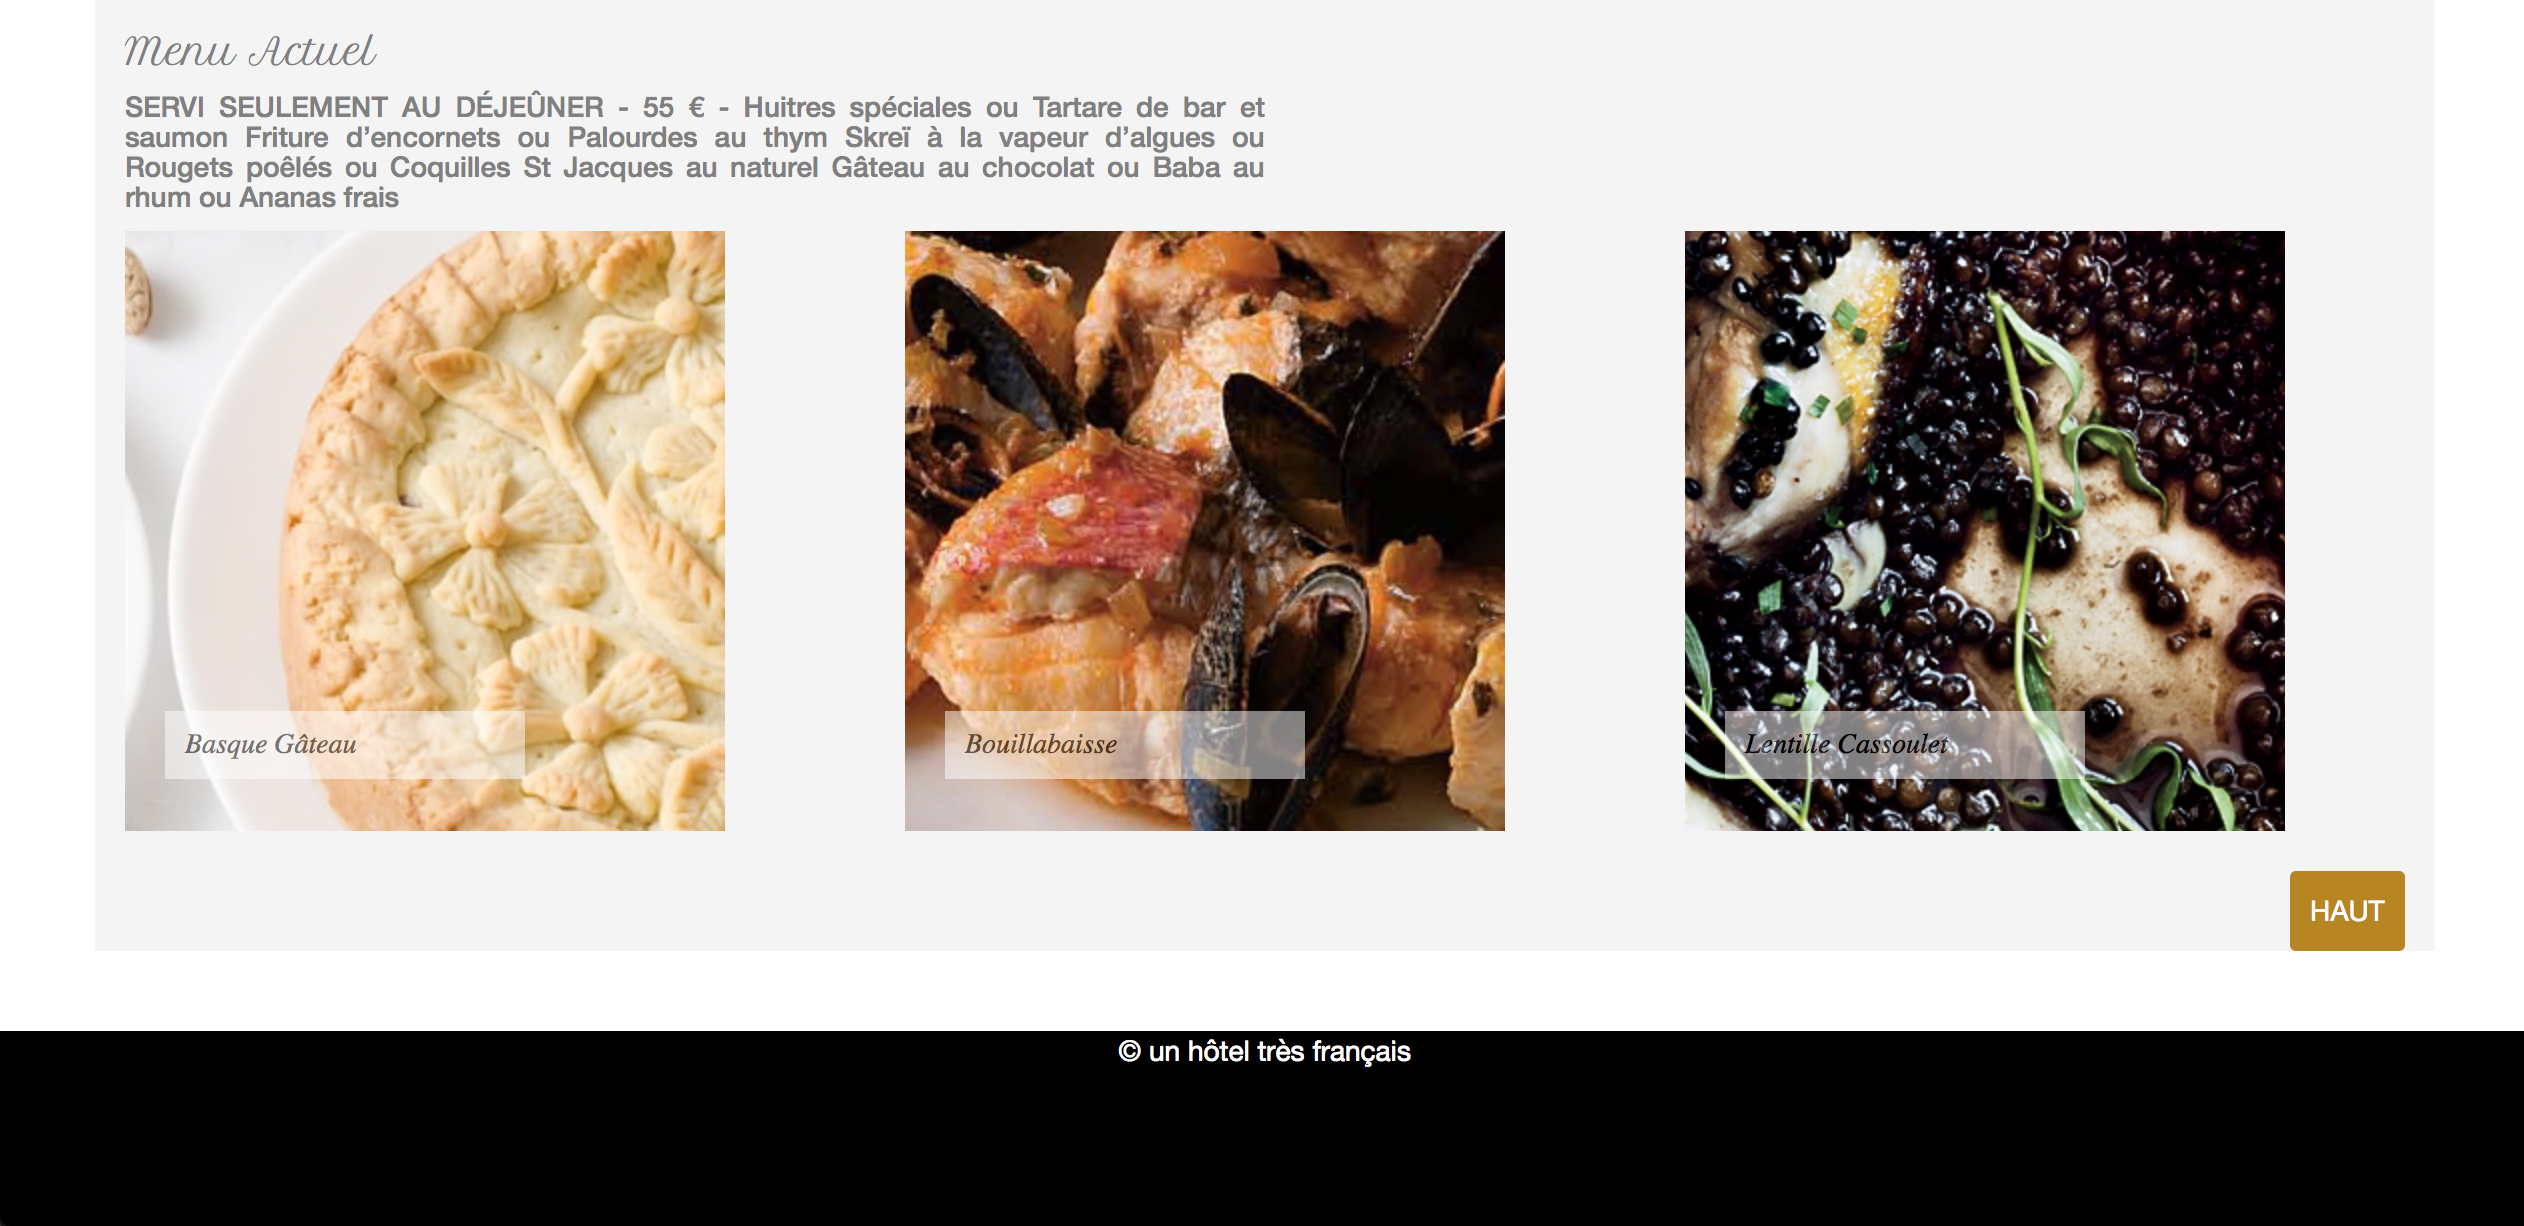 Menu Actuel
SERVI SEULEMENT AU DÉJEÛNER - 55 € - Huitres spéciales ou Tartare de bar et
saumon Friture d’encornets ou Palourdes au thym Skreï à la vapeur d’algues ou
Rougets poêlés ou Coquilles St Jacques au naturel Gâteau au chocolat ou Baba au
rhum ou Ananas frais
Basque Gâteau
Bouillabaisse
Lentille Cassoulet
HAUT
© un hôtel très français